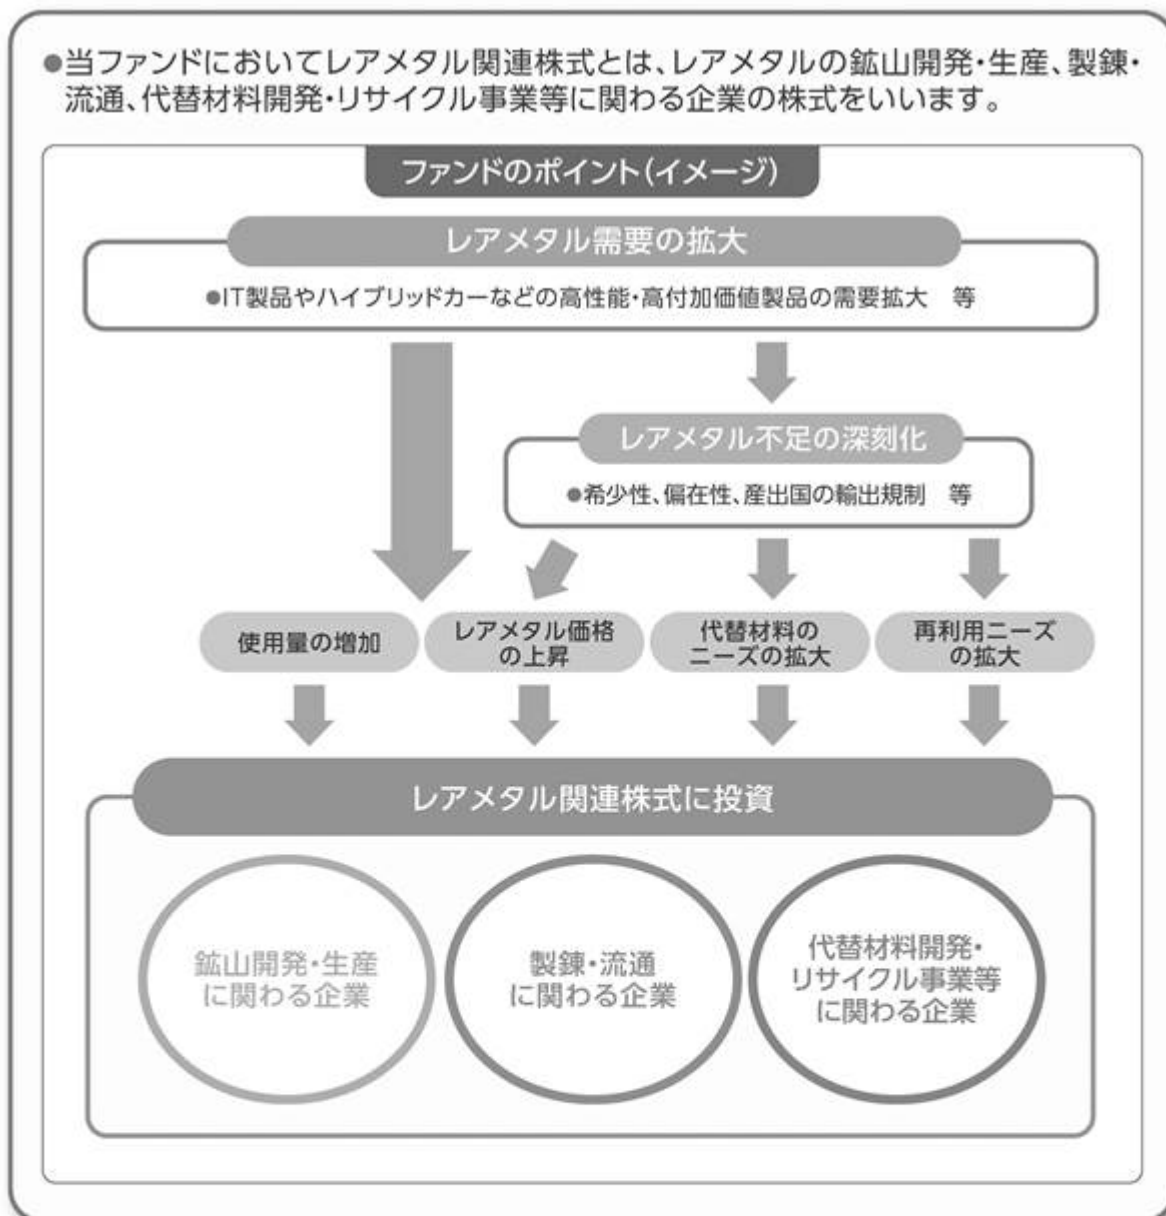 ●当ファンドにおいてレアメタル関連株式とは、レアメタルの鉱山開発・生産、製錬・
流通、代替材料開発・リサイクル事業等に関わる企業の株式をいいます。
ファンドのポイント(イメージ)
レアメタル需要の拡大
●IT製品やハイブリッドカーなどの高性能・高付加価値製品の需要拡大　等
レアメタル不足の深刻化
●希少性、偏在性、産出国の輸出規制　等
使用量の増加
レアメタル価格
の上昇
代替材料の
ニーズの拡大
再利用ニーズ
の拡大
レアメタル関連株式に投資
鉱山開発・生産
に関わる企業
製錬・流通
に関わる企業
代替材料開発・
リサイクル事業等
に関わる企業